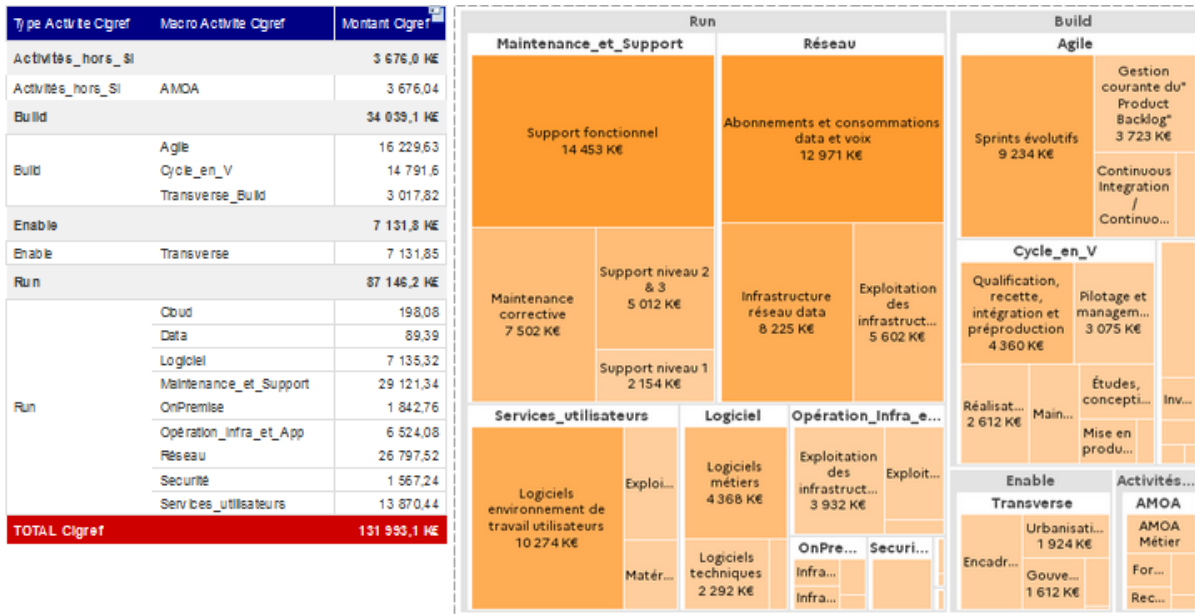 Type Activite Cigref Macro Activite Cigref Montant Cigref
Activités_hors_SI 3 676,0 K€
Activités_hors_SI AMOA 3 676,04
Build 34 039,1 K€
Agile 16 229,63
Build Cycle_en_V 14 791,6
Transverse_Build 3 017,82
Enable 7 131,8 K€
Enable Transverse 7 131,85
Run 87 146,2 K€
Cloud 198,08
Data 89,39
Logiciel 7 135,32
Maintenance_et_Support 29 121,34
Run OnPremise 1 842,76
Opération_Infra_et_App 6 524,08
Réseau 26 797,52
Securité 1 567,24
Services_utilisateurs 13 870,44
TOTAL Cigref 131 993,1 K€
Run
Maintenance_et_Support
Support fonctionnel
14 453 K€
Maintenance
corrective
7 502 K€
Support niveau 2
& 3
5 012 K€
Support niveau 1
2 154 K€
Réseau
Abonnements et consommations
data et voix
12 971 K€
Infrastructure
réseau data
8 225 K€
Exploitation
des
infrastruct...
5 602 K€
Services_utilisateurs
Logiciels
environnement de
travail utilisateurs
10 274 K€
Exploi...
Matér...
Logiciel
Logiciels
métiers
4 368 K€
Logiciels
techniques
2 292 K€
Opération_Infra_e...
Exploitation
des
infrastruct...
3 932 K€
Exploit...
OnPre...
Infra...
Infra...
Securi...
Build
Agile
Sprints évolutifs
9 234 K€
Gestion
courante du"
Product
Backlog"
3 723 K€
Continuous
Integration
/
Continuo...
Cycle_en_V
Qualification,
recette,
intégration et
préproduction
4 360 K€
Pilotage et
managem...
3 075 K€
Réalisat...
2 612 K€
Main...
Études,
concepti...
Mise en
produ...
Inv...
Enable
Transverse
Encadr...
Urbanisati...
1 924 K€
Gouve...
1 612 K€
Activités...
AMOA
AMOA
Métier
For...
Rec...